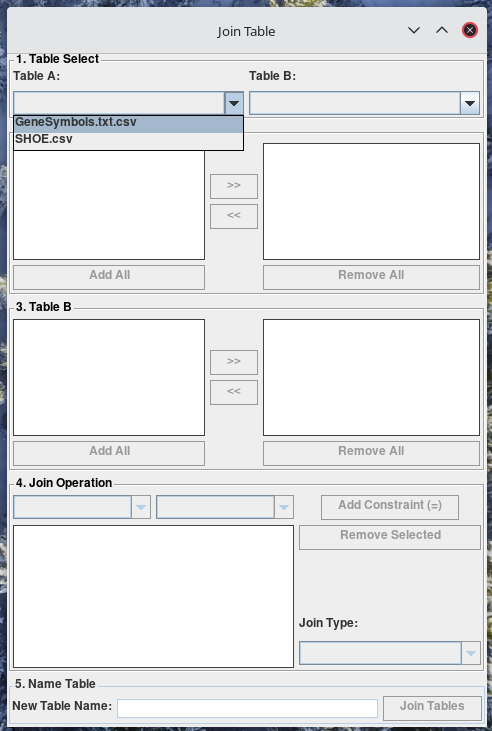 Join Table
1. Table Select
Table A:
Table B:
GeneSymbols.txt.csv
SHOE.csv
>>
<<
Add All
Remove All
3. Table B
>>
<<
Add All
Remove All
4. Join Operation
Add Constraint (=)
Remove Selected
Join Type:
5. Name Table
New Table Name:
Join Tables